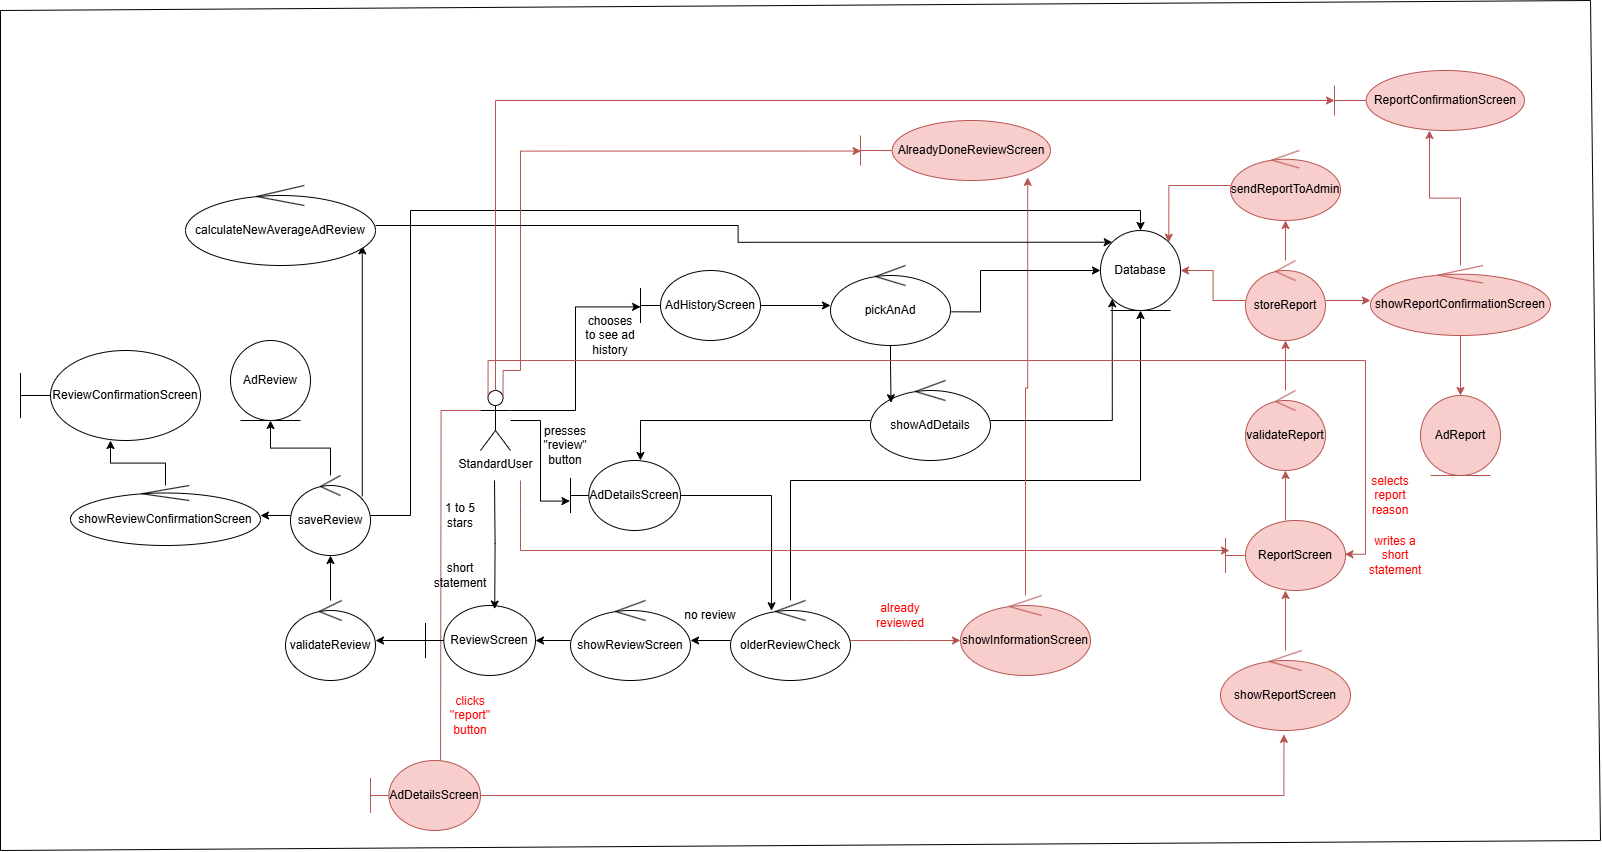 ReportConfirmationScreen
AlreadyDoneReviewScreen
sendReportToAdmin
calculateNewAverageAdReview
Database
AdHistoryScreen
pickAnAd
storeReport
showReportConfirmationScreen
chooses
to see ad
history
AdReview
ReviewConfirmationScreen
showAdDetails
validateReport
AdReport
presses
"review"
button
StandardUser
AdDetailsScreen
selects
report
reason
1 to 5
stars
showReviewConfirmationScreen
saveReview
ReportScreen
writes a
short
statement
short
statement
no review
already
reviewed
validateReview
ReviewScreen
showReviewScreen
olderReviewCheck
showInformationScreen
showReportScreen
clicks
"report"
button
AdDetailsScreen